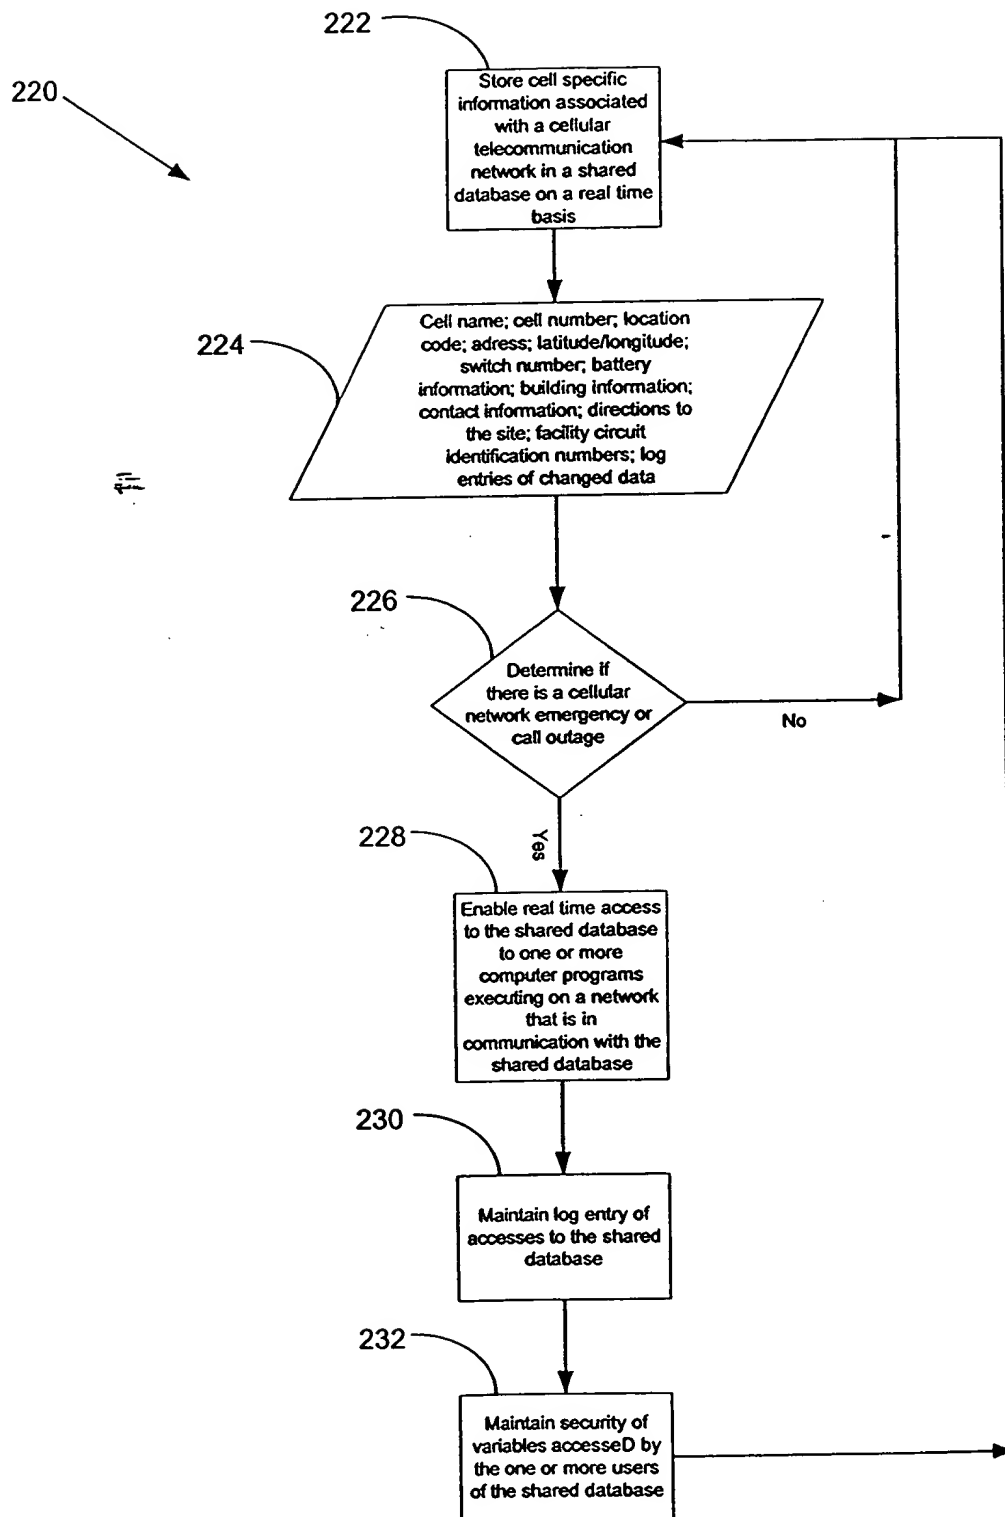 222
220
Store cell specific
information associated
with a cellular
telecommunication
network in a shared
database on a real time
basis
224
Cell name; cell number; location
code; adress; latitude/longitude;
switch number; battery
information; building information;
contact information; directions to
the site; facility circuit
identification numbers; log
entries of changed data
226
Determine if
there is a cellular
network emergency or
call outage
No
Yes
228
Enable real time access
to the shared database
to one or more
computer programs
executing on a network
that is in
communication with the
shared database
230
Maintain log entry of
accesses to the shared
database
232
Maintain security of
variables accesseD by
the one or more users
of the shared database